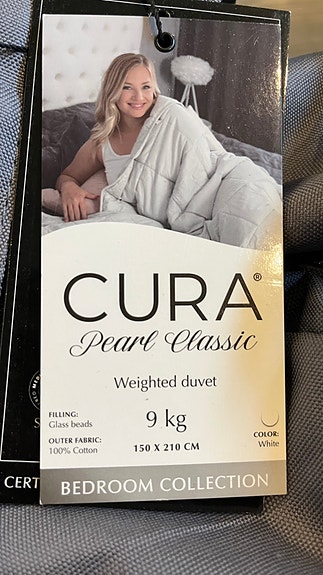 CURA®
Pearl Classic
Weighted duvet
FILLING:
Glass beads
9 kg
OUTER FABRIC:
100% Cotton
150 X 210 CM
COLOR:
White
CERT
BEDROOM COLLECTION